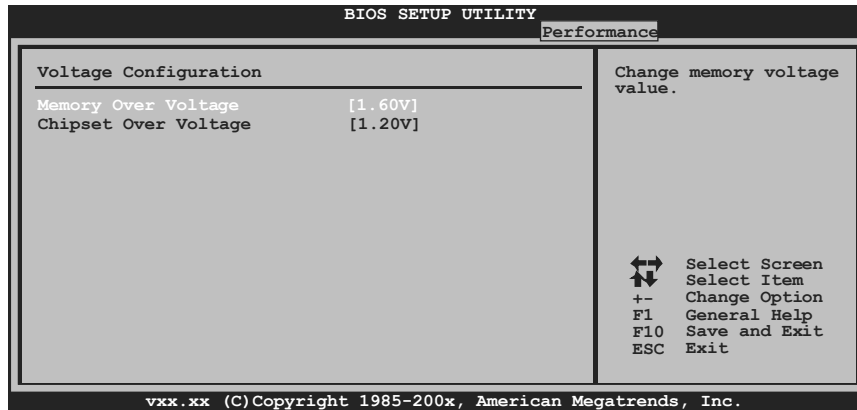 BIOS SETUP UTILITY
Performance
Voltage Configuration
Memory Over Voltage [1.60V]
Chipset Over Voltage [1.20V]
Change memory voltage
value.
Select Screen
Select Item
+- Change Option
F1 General Help
F10 Save and Exit
ESC Exit
vxx.xx (C)Copyright 1985-200x, American Megatrends, Inc.